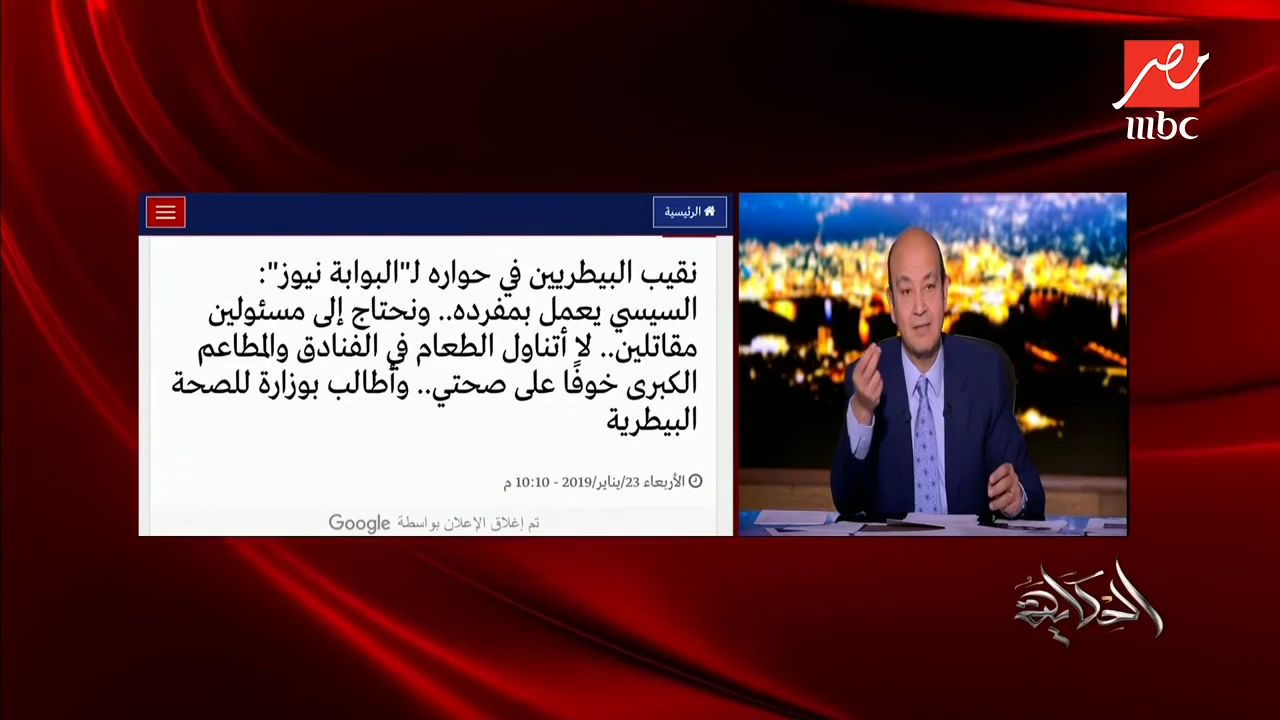 مصر
mbc
الرئيسية
نقيب البيطريين في حواره لـ"البوابة نيوز":
السيسي يعمل بمفرده.. ونحتاج إلى مسئولين
مقاتلين.. لا أتناول الطعام في الفنادق والمطاعم
الكبرى خوفًا على صحتي.. وأطالب بوزارة للصحة
البيطرية
الأربعاء 23/يناير/2019 - 10:10 م
تم إغلاق الإعلان بواسطة Google
الحكاية